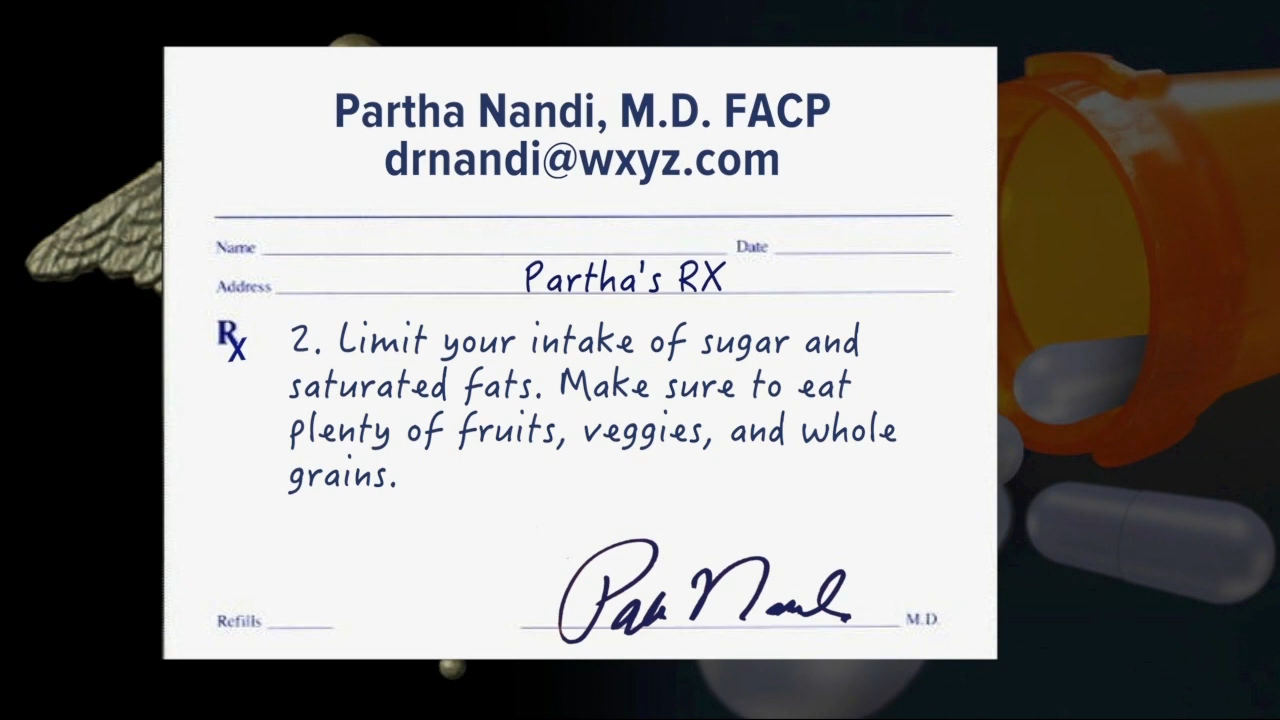 Partha Nandi, M.D. FACP
drnandi@wxyz.com
Name Date
Address Partha's RX
Rx 2. Limit your intake of sugar and
saturated fats. Make sure to eat
plenty of fruits, veggies, and whole
grains.
Refills M.D.